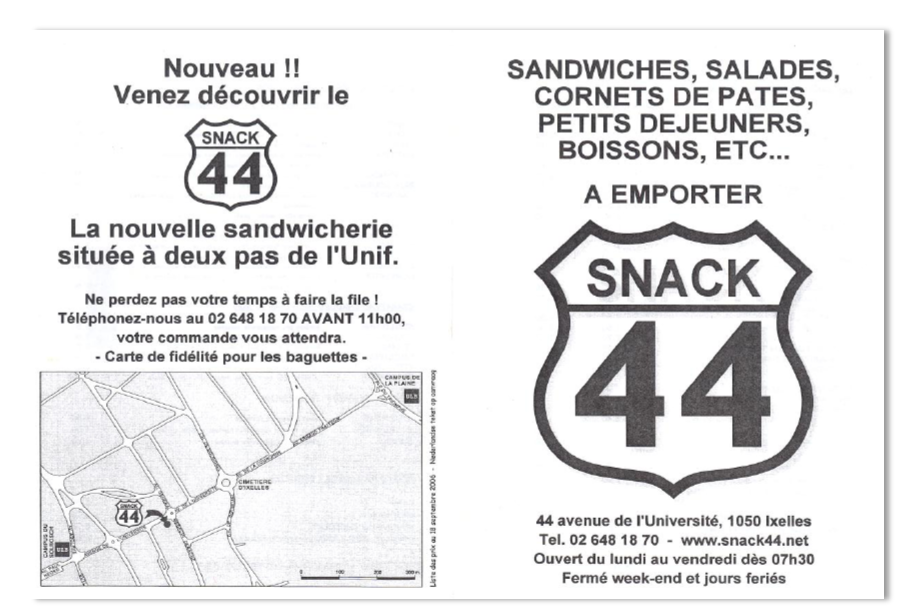 Nouveau !!
Venez découvrir le
SNACK
44
La nouvelle sandwicherie
située à deux pas de l'Unif.
Ne perdez pas votre temps à faire la file !
Téléphonez-nous au 02 648 18 70 AVANT 11h00,
votre commande vous attendra.
- Carte de fidélité pour les baguettes -
CAMPUS DE
LA PLAINE
ULB
CIMETIERE
D'IXELLES
SNACK
44
CAMPUS DU
SOLBOSCH
ULB
0 100 200 300m
Liste des prix au 18 septembre 2006 - Nederlandse tekst op aanvraag
SANDWICHES, SALADES,
CORNETS DE PATES,
PETITS DEJEUNERS,
BOISSONS, ETC...
A EMPORTER
SNACK
44
44 avenue de l'Université, 1050 Ixelles
Tel. 02 648 18 70 - www.snack44.net
Ouvert du lundi au vendredi dès 07h30
Fermé week-end et jours feriés